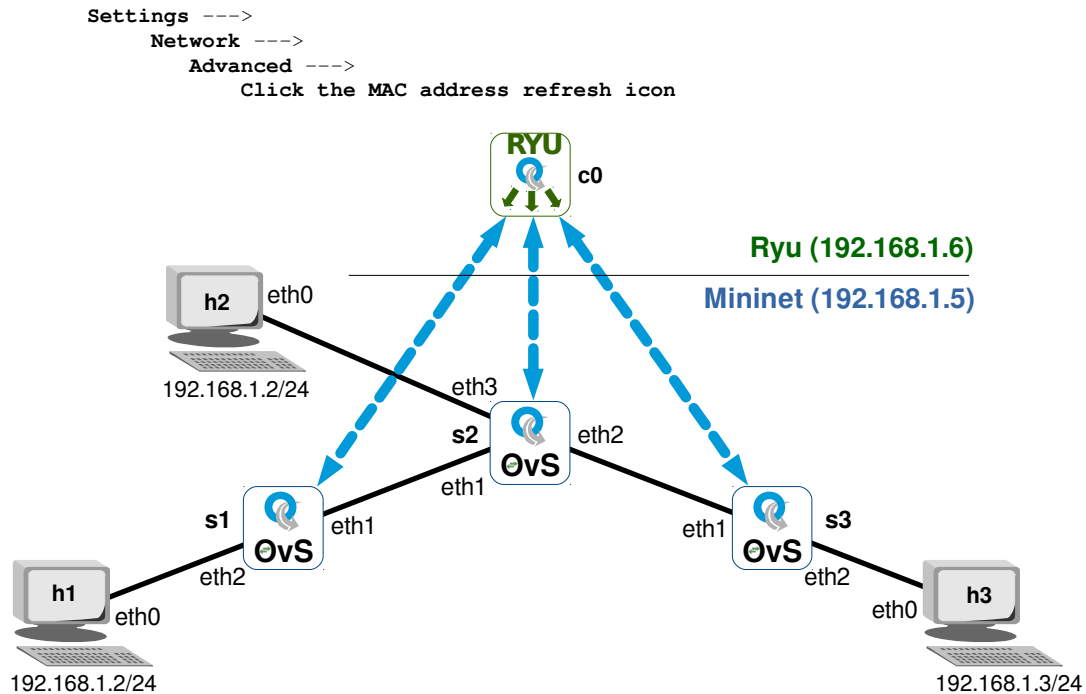 Settings --->
Network --->
Advanced --->
Click the MAC address refresh icon
RYU
c0
Ryu (192.168.1.6)
Mininet (192.168.1.5)
h2
eth0
192.168.1.2/24
eth3
s2
eth2
OvS
eth1
s1
eth1
OvS
eth2
eth1
s3
OvS
eth2
h1
eth0
192.168.1.2/24
h3
eth0
192.168.1.3/24